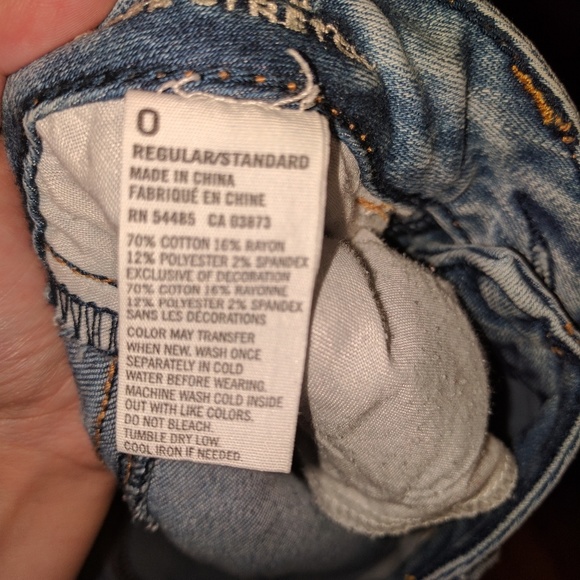 STRETCH
0
REGULAR/STANDARD
MADE IN CHINA
FABRIQUÉ EN CHINE
RN 54485 CA 03873
70% COTTON 16% RAYON
12% POLYESTER 2% SPANDEX
EXCLUSIVE OF DECORATION
70% COTON 16% RAYONNE
12% POLYESTER 2% SPANDEX
SANS LES DÉCORATIONS
COLOR MAY TRANSFER
WHEN NEW. WASH ONCE
SEPARATELY IN COLD
WATER BEFORE WEARING.
MACHINE WASH COLD INSIDE
OUT WITH LIKE COLORS.
DO NOT BLEACH.
TUMBLE DRY LOW.
COOL IRON IF NEEDED.